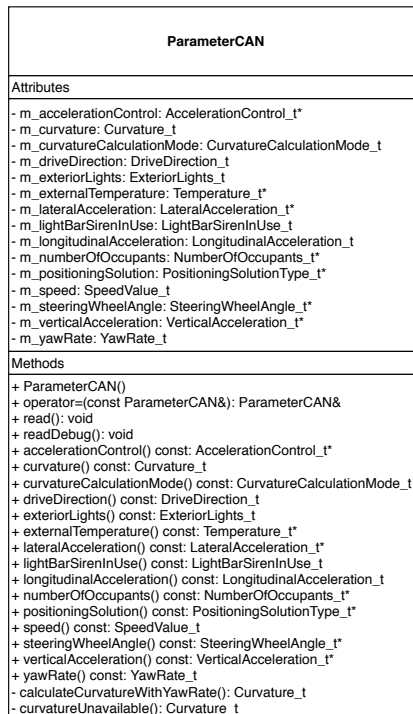 ParameterCAN
Attributes
- m_accelerationControl: AccelerationControl_t*
- m_curvature: Curvature_t
- m_curvatureCalculationMode: CurvatureCalculationMode_t
- m_driveDirection: DriveDirection_t
- m_exteriorLights: ExteriorLights_t
- m_externalTemperature: Temperature_t*
- m_lateralAcceleration: LateralAcceleration_t*
- m_lightBarSirenInUse: LightBarSirenInUse_t
- m_longitudinalAcceleration: LongitudinalAcceleration_t
- m_numberOfOccupants: NumberOfOccupants_t*
- m_positioningSolution: PositioningSolutionType_t*
- m_speed: SpeedValue_t
- m_steeringWheelAngle: SteeringWheelAngle_t*
- m_verticalAcceleration: VerticalAcceleration_t*
- m_yawRate: YawRate_t
Methods
+ ParameterCAN()
+ operator=(const ParameterCAN&): ParameterCAN&
+ read(): void
+ readDebug(): void
+ accelerationControl() const: AccelerationControl_t*
+ curvature() const: Curvature_t
+ curvatureCalculationMode() const: CurvatureCalculationMode_t
+ driveDirection() const: DriveDirection_t
+ exteriorLights() const: ExteriorLights_t
+ externalTemperature() const: Temperature_t*
+ lateralAcceleration() const: LateralAcceleration_t*
+ lightBarSirenInUse() const: LightBarSirenInUse_t
+ longitudinalAcceleration() const: LongitudinalAcceleration_t
+ numberOfOccupants() const: NumberOfOccupants_t*
+ positioningSolution() const: PositioningSolutionType_t*
+ speed() const: SpeedValue_t
+ steeringWheelAngle() const: SteeringWheelAngle_t*
+ verticalAcceleration() const: VerticalAcceleration_t*
+ yawRate() const: YawRate_t
- calculateCurvatureWithYawRate(): Curvature_t
- curvatureUnavailable(): Curvature_t